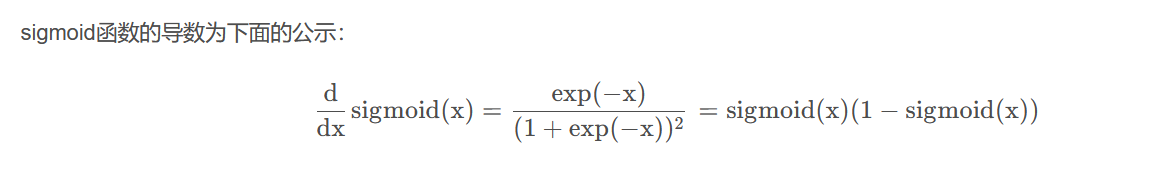 sigmoid函数的导数为下面的公示：
d/dx sigmoid(x) = exp(−x)/(1 + exp(−x))² = sigmoid(x)(1 − sigmoid(x))